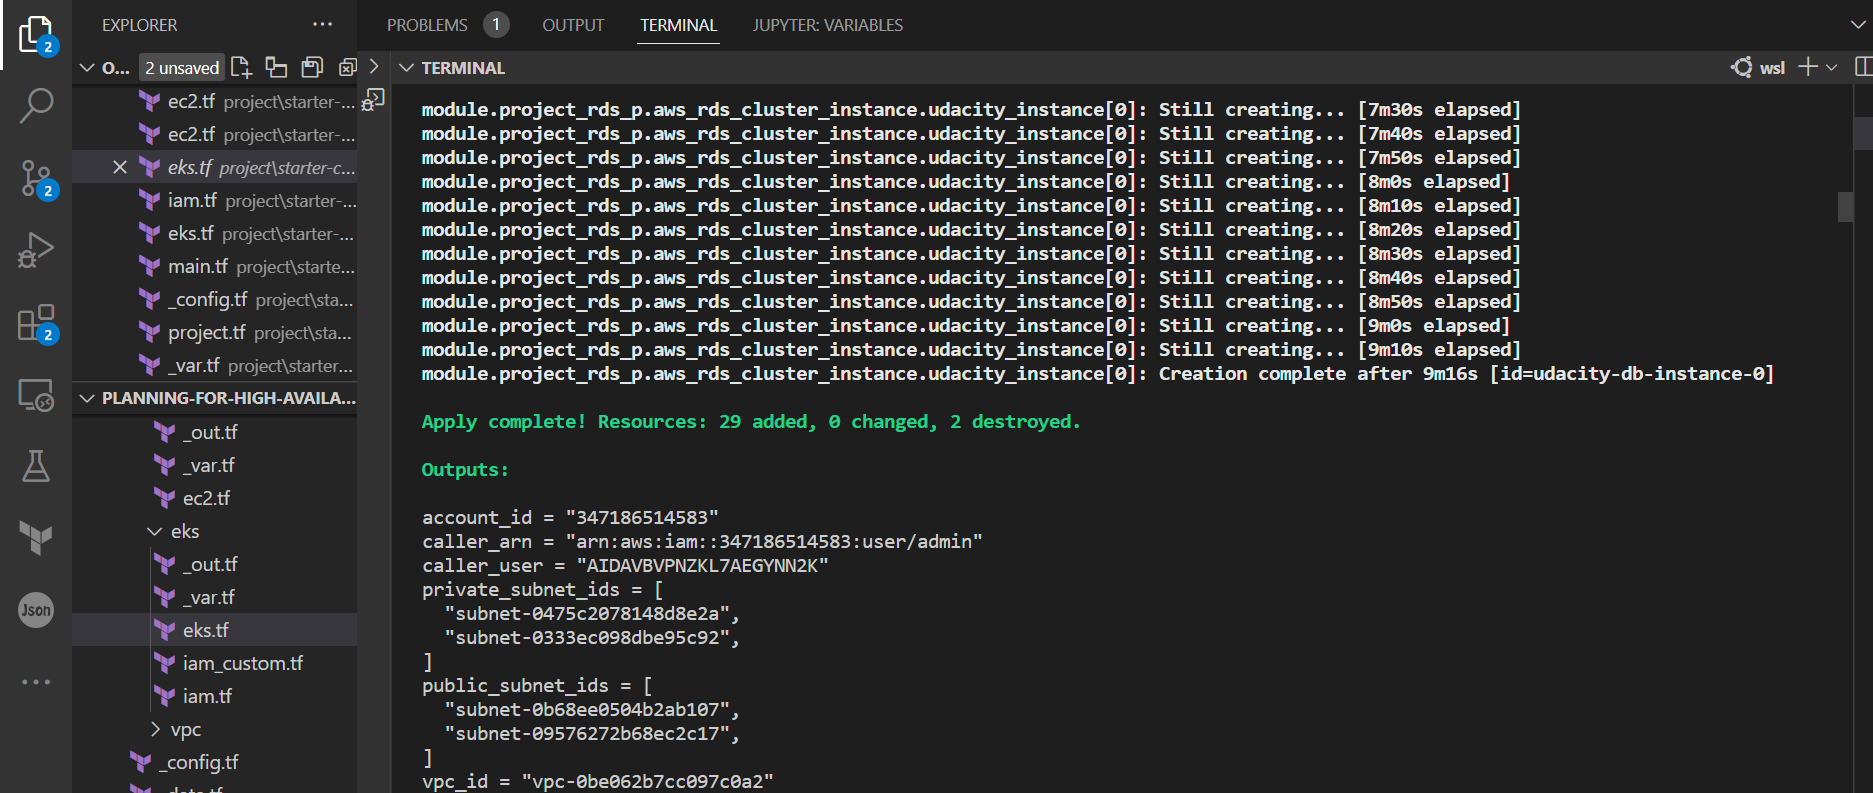 EXPLORER
...
O...
2 unsaved
ec2.tf project\starter-...
ec2.tf project\starter-...
eks.tf project\starter-c...
iam.tf project\starter-...
eks.tf project\starter-...
main.tf project\starte...
_config.tf project\sta...
project.tf project\sta...
_var.tf project\starter...
PLANNING-FOR-HIGH-AVAILA...
_out.tf
_var.tf
ec2.tf
eks
_out.tf
_var.tf
eks.tf
iam_custom.tf
iam.tf
vpc
_config.tf
_data.tf
2
2
2
Json
PROBLEMS 1 OUTPUT TERMINAL JUPYTER: VARIABLES
TERMINAL
wsl
module.project_rds_p.aws_rds_cluster_instance.udacity_instance[0]: Still creating... [7m30s elapsed]
module.project_rds_p.aws_rds_cluster_instance.udacity_instance[0]: Still creating... [7m40s elapsed]
module.project_rds_p.aws_rds_cluster_instance.udacity_instance[0]: Still creating... [7m50s elapsed]
module.project_rds_p.aws_rds_cluster_instance.udacity_instance[0]: Still creating... [8m0s elapsed]
module.project_rds_p.aws_rds_cluster_instance.udacity_instance[0]: Still creating... [8m10s elapsed]
module.project_rds_p.aws_rds_cluster_instance.udacity_instance[0]: Still creating... [8m20s elapsed]
module.project_rds_p.aws_rds_cluster_instance.udacity_instance[0]: Still creating... [8m30s elapsed]
module.project_rds_p.aws_rds_cluster_instance.udacity_instance[0]: Still creating... [8m40s elapsed]
module.project_rds_p.aws_rds_cluster_instance.udacity_instance[0]: Still creating... [8m50s elapsed]
module.project_rds_p.aws_rds_cluster_instance.udacity_instance[0]: Still creating... [9m0s elapsed]
module.project_rds_p.aws_rds_cluster_instance.udacity_instance[0]: Still creating... [9m10s elapsed]
module.project_rds_p.aws_rds_cluster_instance.udacity_instance[0]: Creation complete after 9m16s [id=udacity-db-instance-0]
Apply complete! Resources: 29 added, 0 changed, 2 destroyed.
Outputs:
account_id = "347186514583"
caller_arn = "arn:aws:iam::347186514583:user/admin"
caller_user = "AIDAVBVPNZKL7AEGYNN2K"
private_subnet_ids = [
"subnet-0475c2078148d8e2a",
"subnet-0333ec098dbe95c92",
]
public_subnet_ids = [
"subnet-0b68ee0504b2ab107",
"subnet-09576272b68ec2c17",
]
vpc_id = "vpc-0be062b7cc097c0a2"